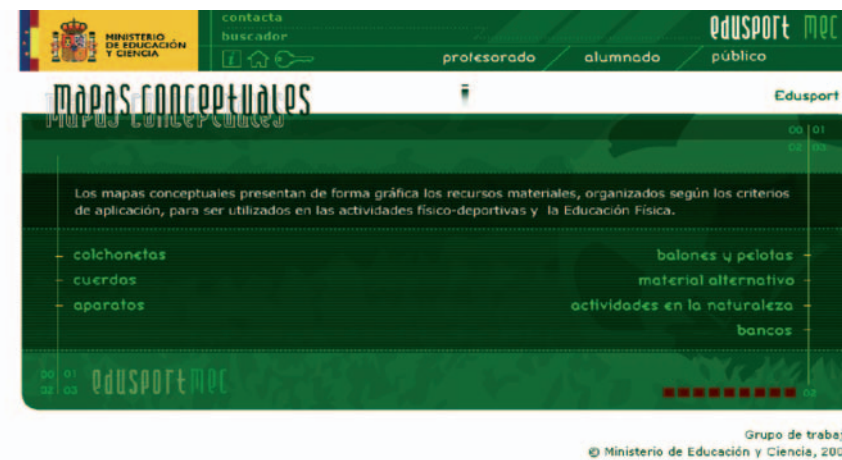 MINISTERIO
DE EDUCACIÓN
Y CIENCIA
contacta
buscador
edusport mec
profesorado
alumnado
público
mapas conceptuales
Edusport
00 01
02 03
Los mapas conceptuales presentan de forma gráfica los recursos materiales, organizados según los criterios
de aplicación, para ser utilizados en las actividades físico-deportivas y la Educación Física.
colchonetas
cuerdas
aparatos
balones y pelotas
material alternativo
actividades en la naturaleza
bancos
00 01
02 03
edusport mec
02
Grupo de trabaj
© Ministerio de Educación y Ciencia, 200